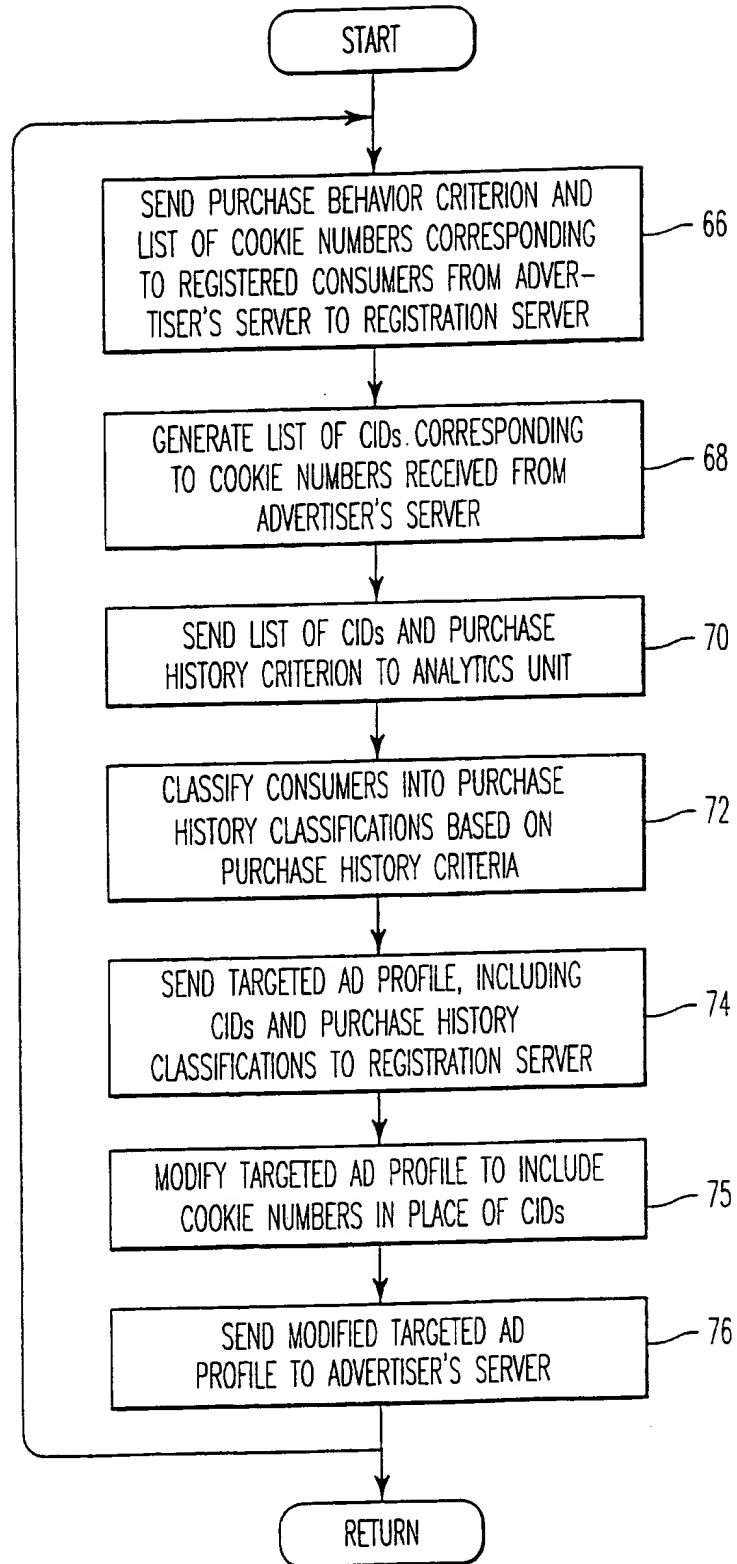 START
SEND PURCHASE BEHAVIOR CRITERION AND
LIST OF COOKIE NUMBERS CORRESPONDING
TO REGISTERED CONSUMERS FROM ADVER-
TISER'S SERVER TO REGISTRATION SERVER
66
GENERATE LIST OF CIDs CORRESPONDING
TO COOKIE NUMBERS RECEIVED FROM
ADVERTISER'S SERVER
68
SEND LIST OF CIDs AND PURCHASE
HISTORY CRITERION TO ANALYTICS UNIT
70
CLASSIFY CONSUMERS INTO PURCHASE
HISTORY CLASSIFICATIONS BASED ON
PURCHASE HISTORY CRITERIA
72
SEND TARGETED AD PROFILE, INCLUDING
CIDs AND PURCHASE HISTORY
CLASSIFICATIONS TO REGISTRATION SERVER
74
MODIFY TARGETED AD PROFILE TO INCLUDE
COOKIE NUMBERS IN PLACE OF CIDs
75
SEND MODIFIED TARGETED AD
PROFILE TO ADVERTISER'S SERVER
76
RETURN